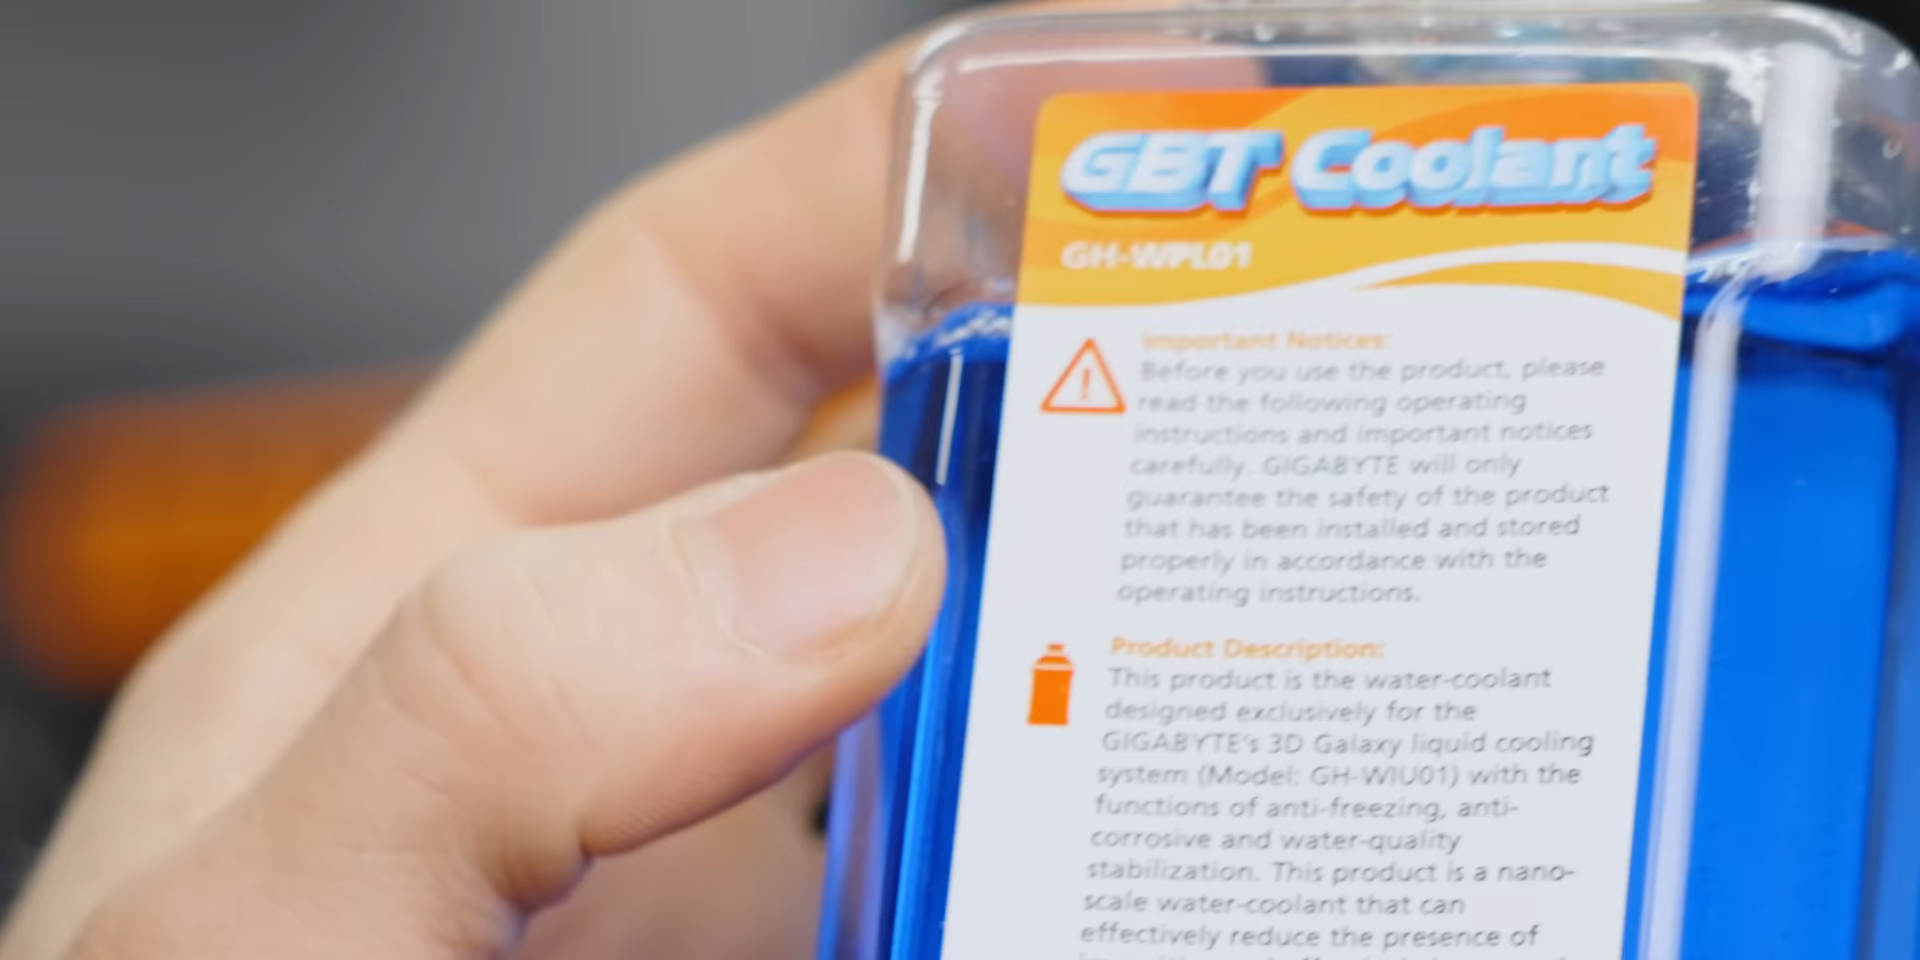 GBT Coolant
GH-WPL01
Important Notices:
Before you use the product, please
read the following operating
instructions and important notices
carefully. GIGABYTE will only
guarantee the safety of the product
that has been installed and stored
properly in accordance with the
operating instructions.
Product Description:
This product is the water-coolant
designed exclusively for the
GIGABYTE's 3D Galaxy liquid cooling
system (Model: GH-WIU01) with the
functions of anti-freezing, anti-
corrosive and water-quality
stabilization. This product is a nano-
scale water-coolant that can
effectively reduce the presence of